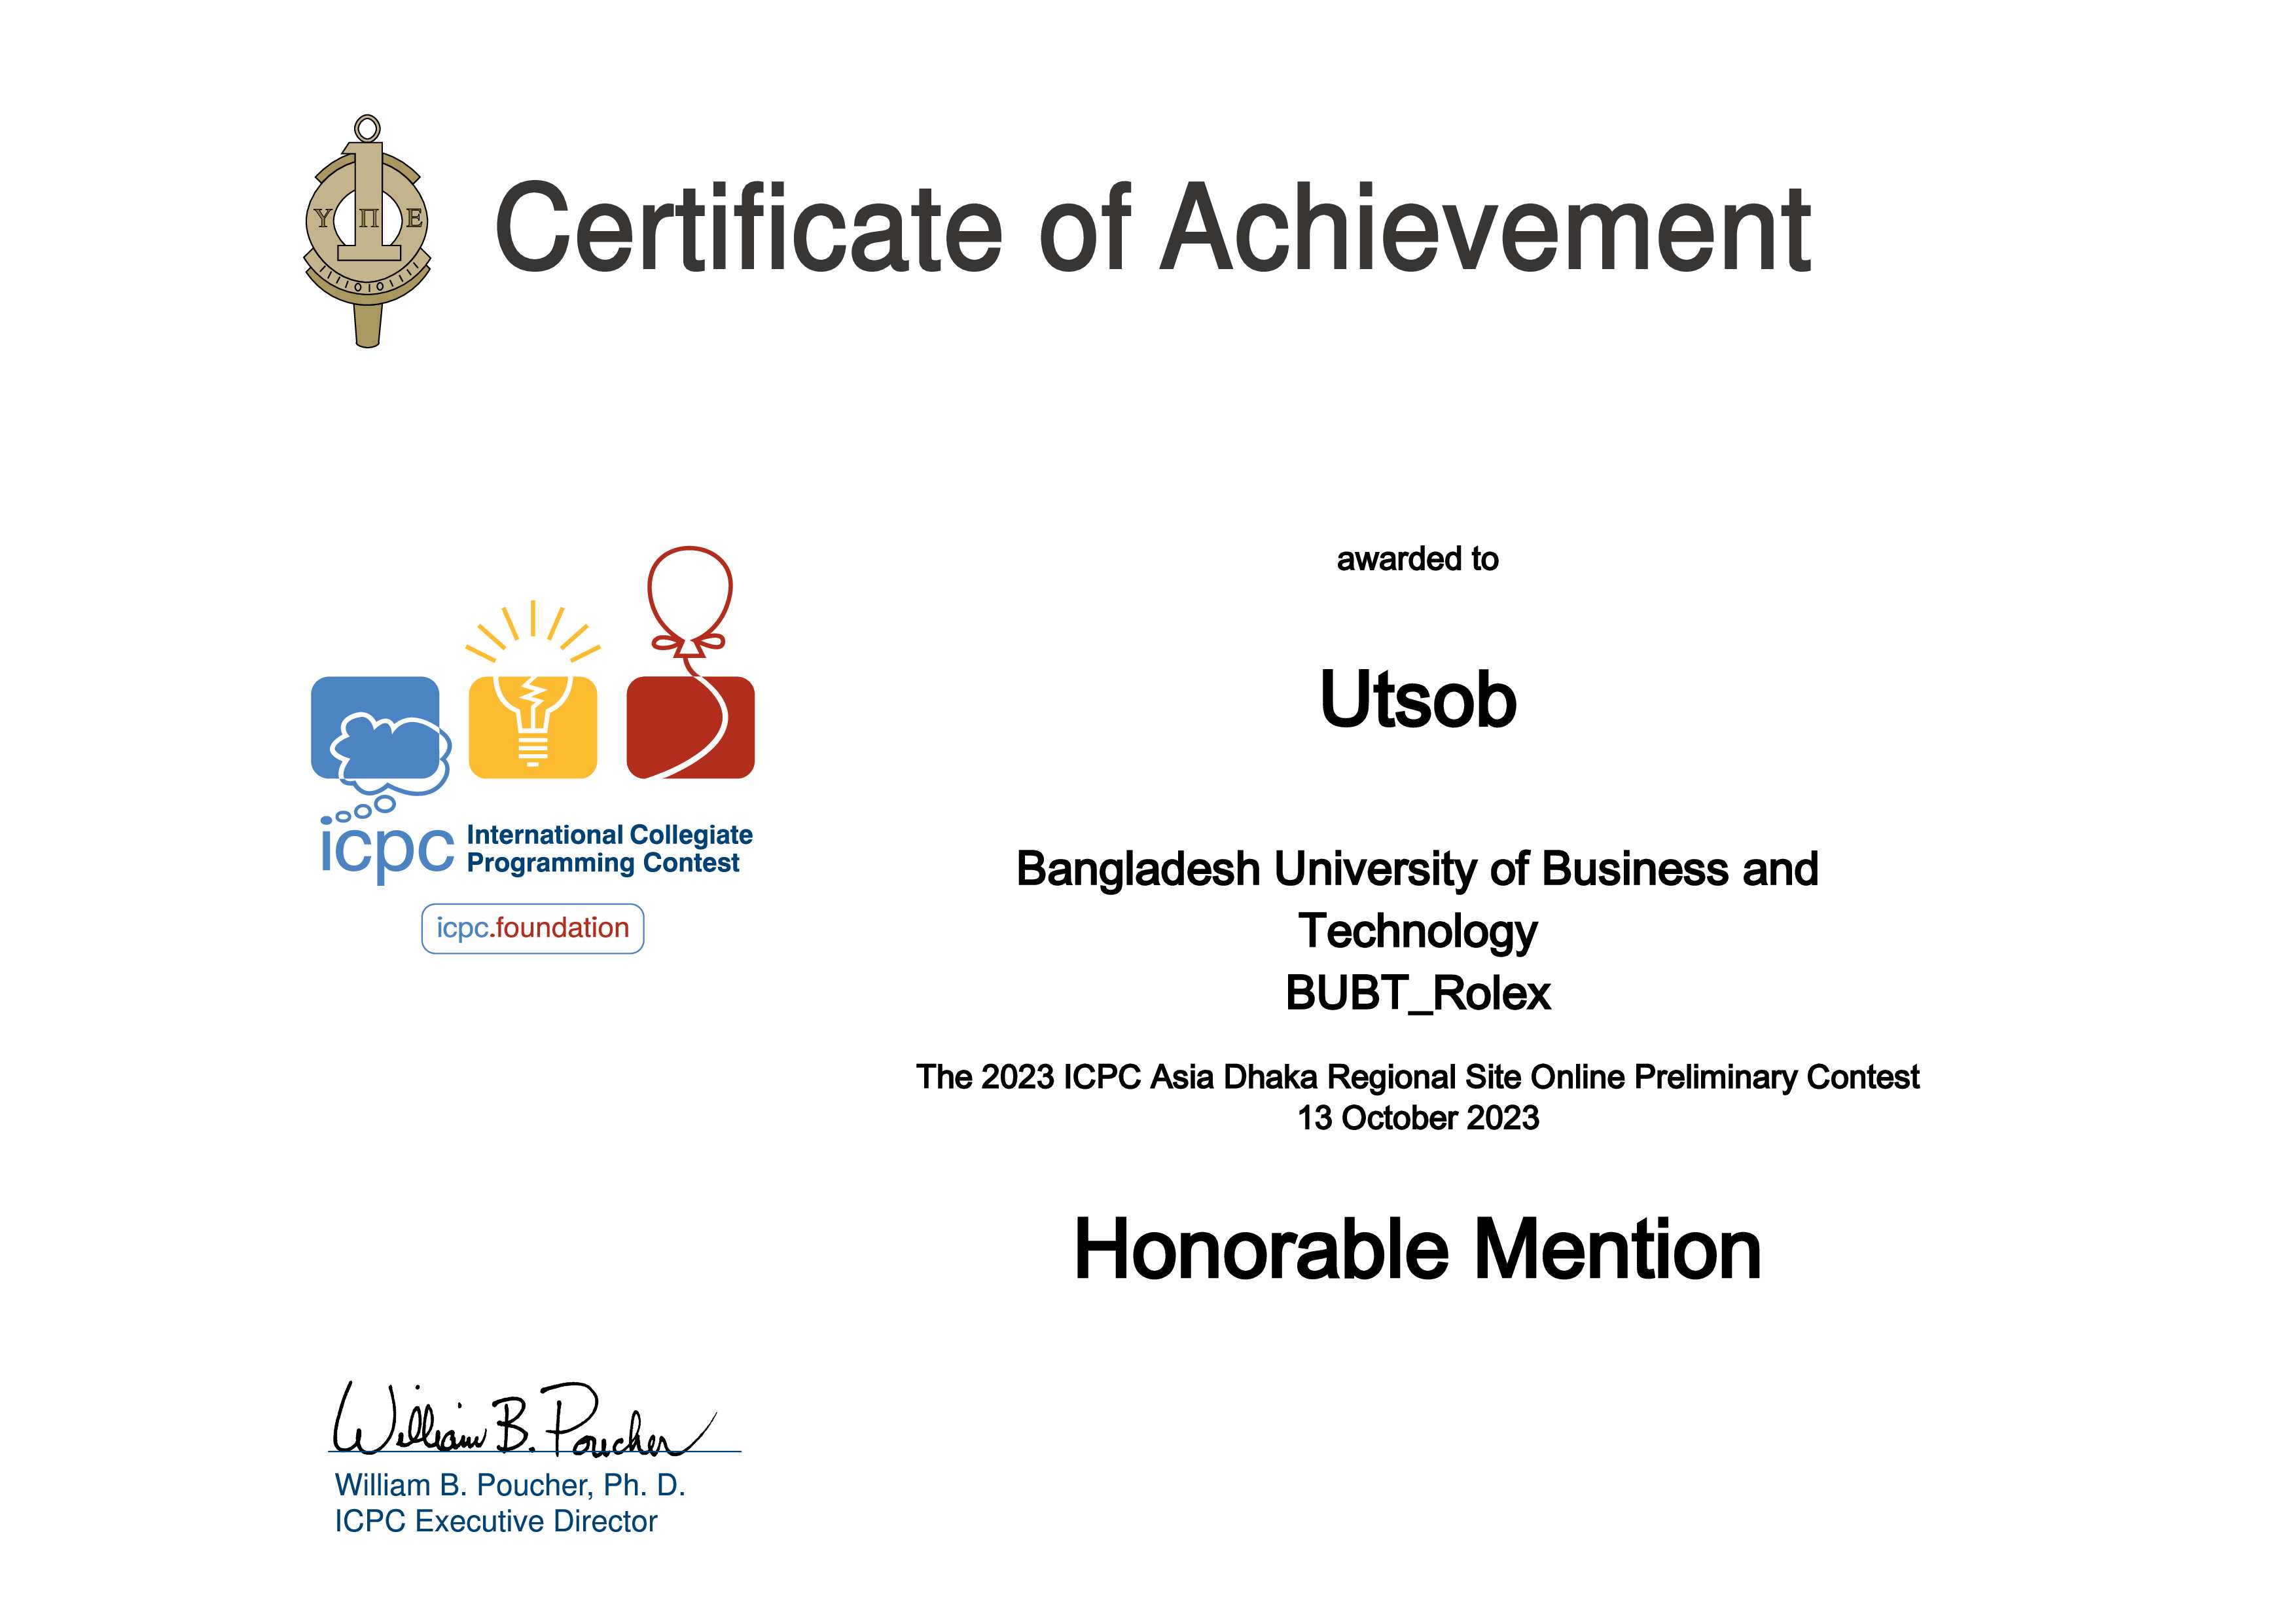 Certificate of Achievement
Υ Π Ε
awarded to
Utsob
icpc International Collegiate
Programming Contest
icpc.foundation
Bangladesh University of Business and
Technology
BUBT_Rolex
The 2023 ICPC Asia Dhaka Regional Site Online Preliminary Contest
13 October 2023
Honorable Mention
William B. Poucher
William B. Poucher, Ph. D.
ICPC Executive Director